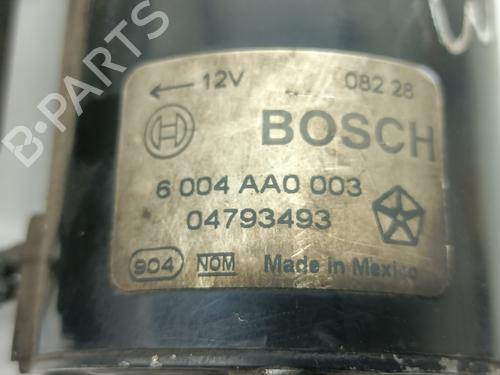 B-PARTS
← 12V 082 28
BOSCH
6 004 AA0 003
04793493
904 NOM Made in Mexico